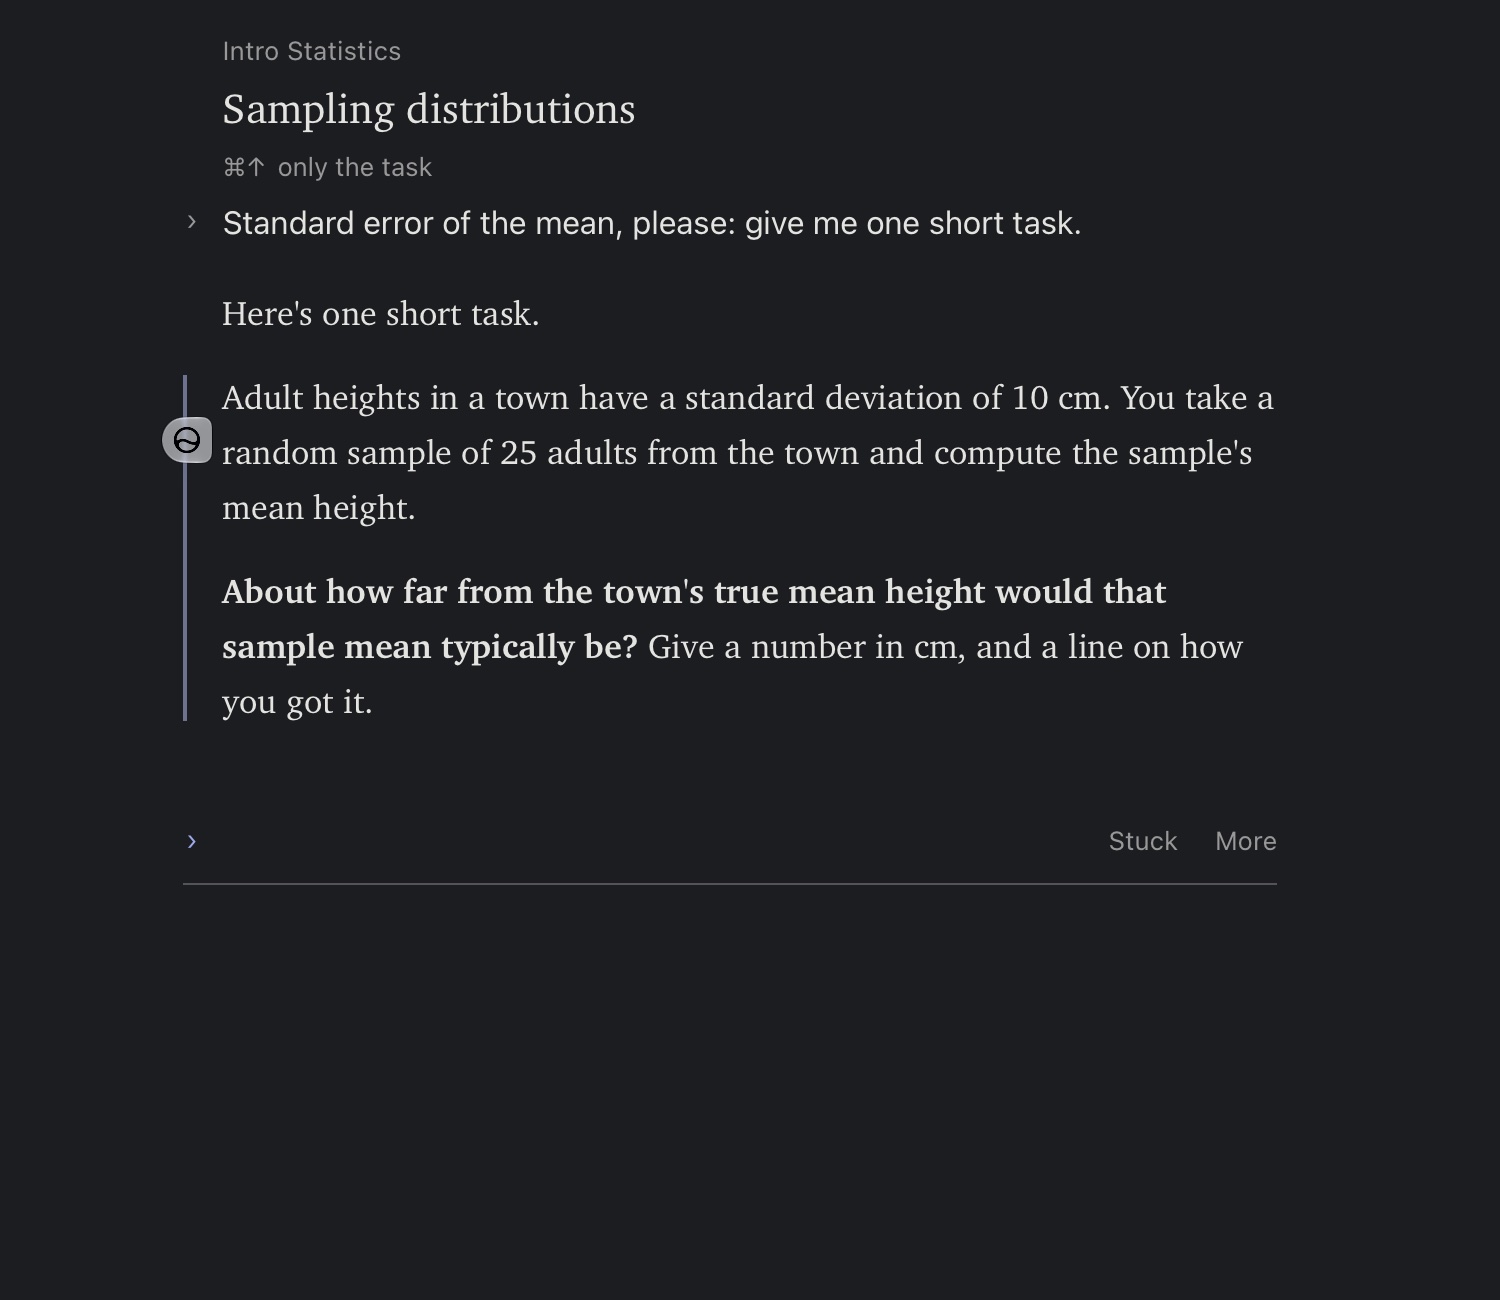 Intro Statistics
Sampling distributions
⌘↑ only the task
› Standard error of the mean, please: give me one short task.
Here's one short task.
Adult heights in a town have a standard deviation of 10 cm. You take a
random sample of 25 adults from the town and compute the sample's
mean height.
About how far from the town's true mean height would that
sample mean typically be? Give a number in cm, and a line on how
you got it.
› Stuck More